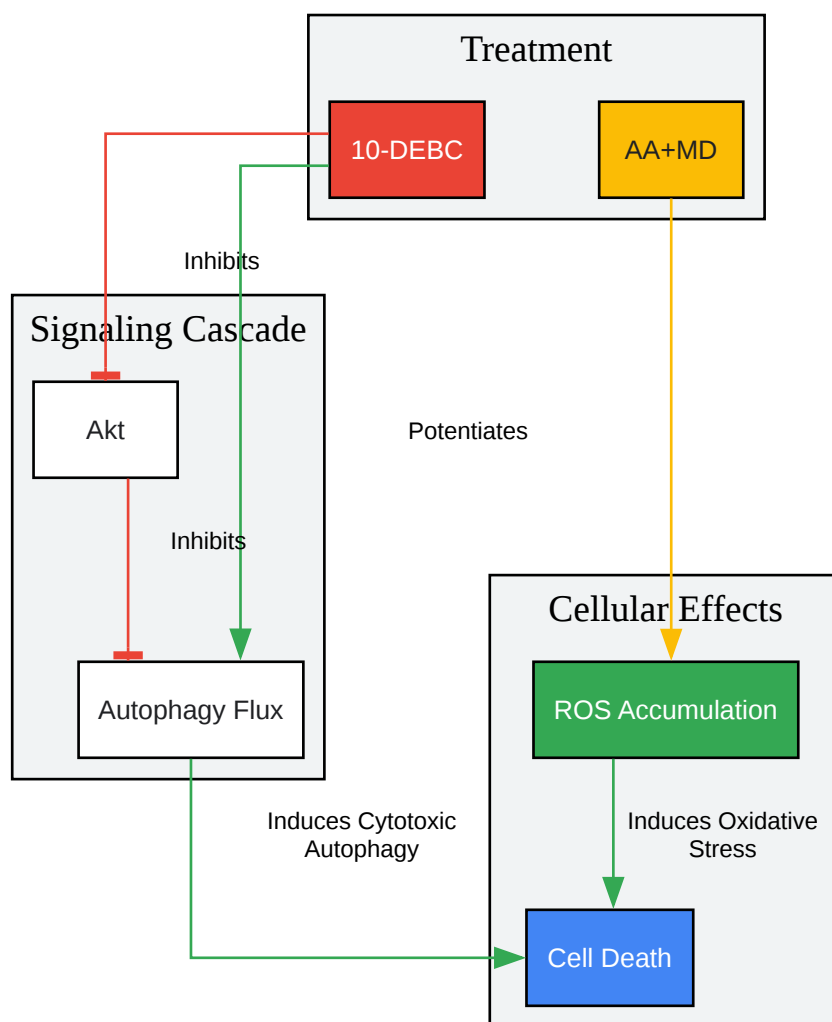 Treatment
10-DEBC
AA+MD
Inhibits
Signaling Cascade
Akt
Potentiates
Inhibits
Cellular Effects
Autophagy Flux
ROS Accumulation
Induces Cytotoxic
Autophagy
Induces Oxidative
Stress
Cell Death